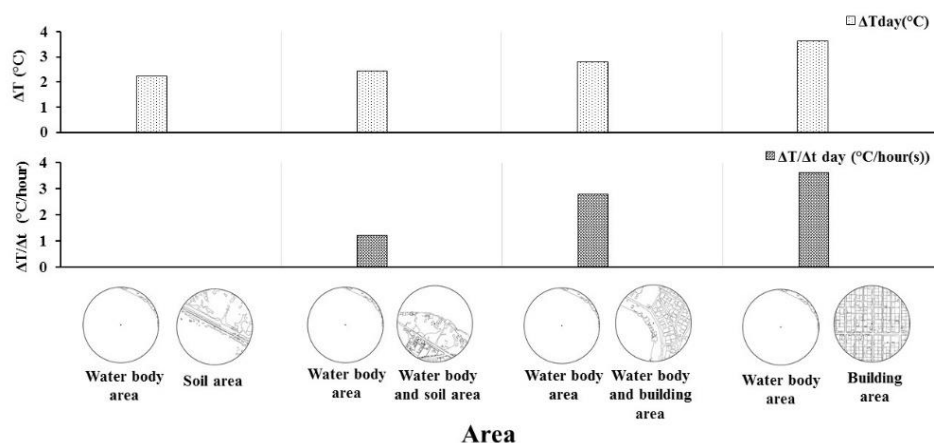 ΔTday(°C)
4
3
2
1
0
ΔT (°C)
ΔT/Δt day (°C/hour(s))
4
3
2
1
0
ΔT/Δt (°C/hour)
Water body
area
Soil area
Water body
area
Water body
and soil area
Water body
area
Water body
and building
area
Water body
area
Building
area
Area